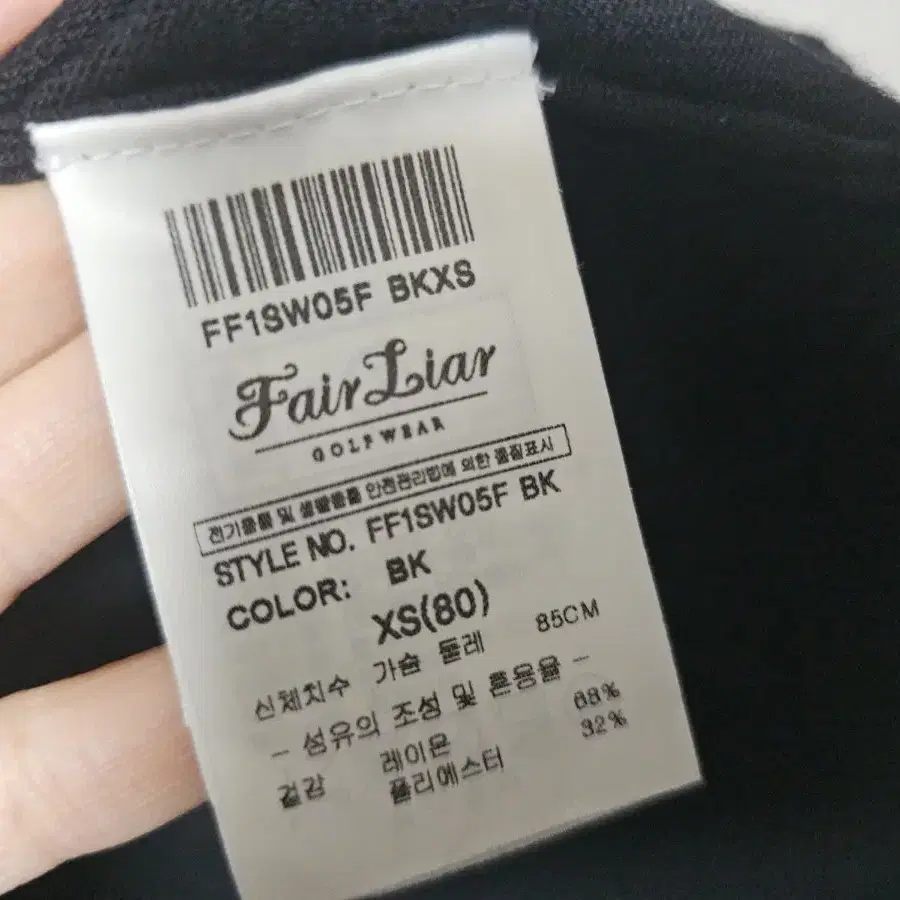 FF1SW05F BKXS
Fair Liar
GOLFWEAR
전기용품 및 생활용품 안전관리법에 의한 품질표시
STYLE NO. FF1SW05F BK
COLOR: BK
XS(80)
신체치수 가슴 둘레 85CM
- 섬유의 조성 및 혼용율 -
겉감 레이온 68%
폴리에스터 32%